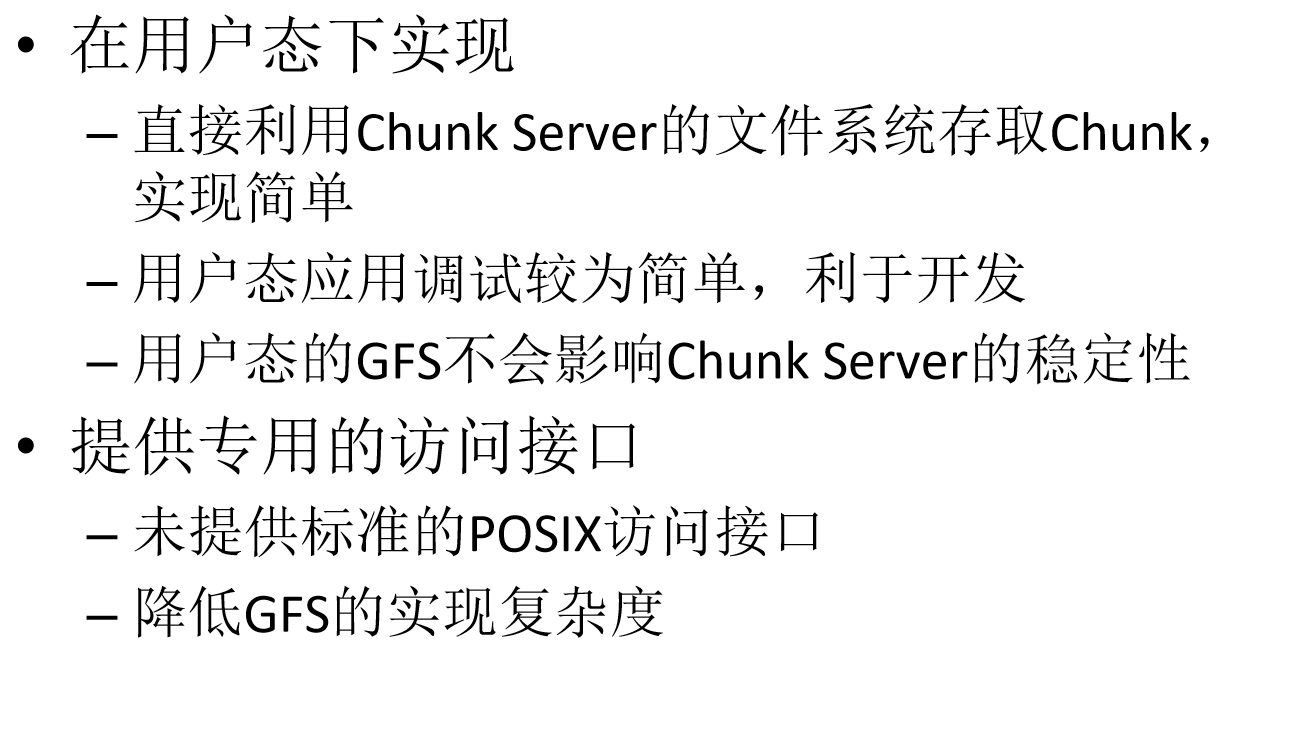 • 在用户态下实现
– 直接利用Chunk Server的文件系统存取Chunk，
实现简单
– 用户态应用调试较为简单，利于开发
– 用户态的GFS不会影响Chunk Server的稳定性
• 提供专用的访问接口
– 未提供标准的POSIX访问接口
– 降低GFS的实现复杂度